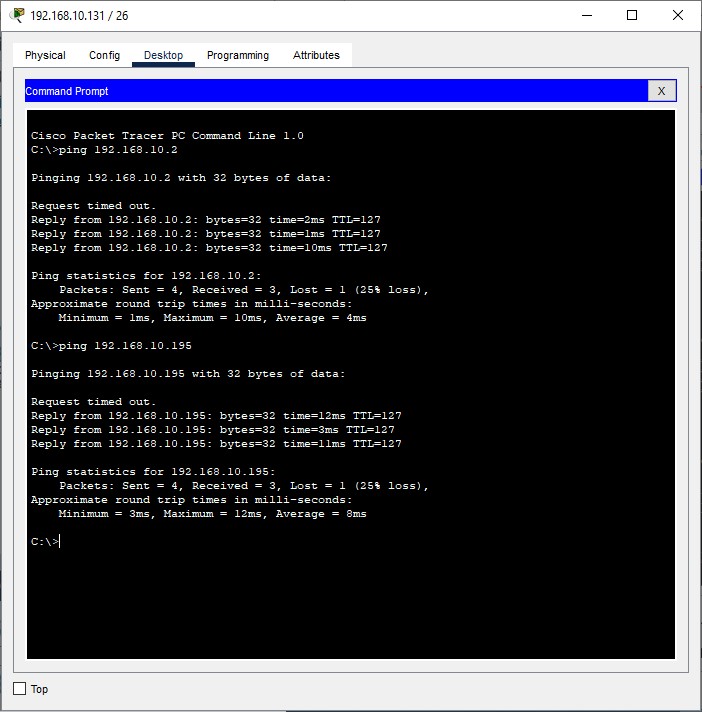 192.168.10.131 / 26
Physical Config Desktop Programming Attributes
Command Prompt X
Cisco Packet Tracer PC Command Line 1.0
C:\>ping 192.168.10.2
Pinging 192.168.10.2 with 32 bytes of data:
Request timed out.
Reply from 192.168.10.2: bytes=32 time=2ms TTL=127
Reply from 192.168.10.2: bytes=32 time=1ms TTL=127
Reply from 192.168.10.2: bytes=32 time=10ms TTL=127
Ping statistics for 192.168.10.2:
Packets: Sent = 4, Received = 3, Lost = 1 (25% loss),
Approximate round trip times in milli-seconds:
Minimum = 1ms, Maximum = 10ms, Average = 4ms
C:\>ping 192.168.10.195
Pinging 192.168.10.195 with 32 bytes of data:
Request timed out.
Reply from 192.168.10.195: bytes=32 time=12ms TTL=127
Reply from 192.168.10.195: bytes=32 time=3ms TTL=127
Reply from 192.168.10.195: bytes=32 time=11ms TTL=127
Ping statistics for 192.168.10.195:
Packets: Sent = 4, Received = 3, Lost = 1 (25% loss),
Approximate round trip times in milli-seconds:
Minimum = 3ms, Maximum = 12ms, Average = 8ms
C:\>
Top